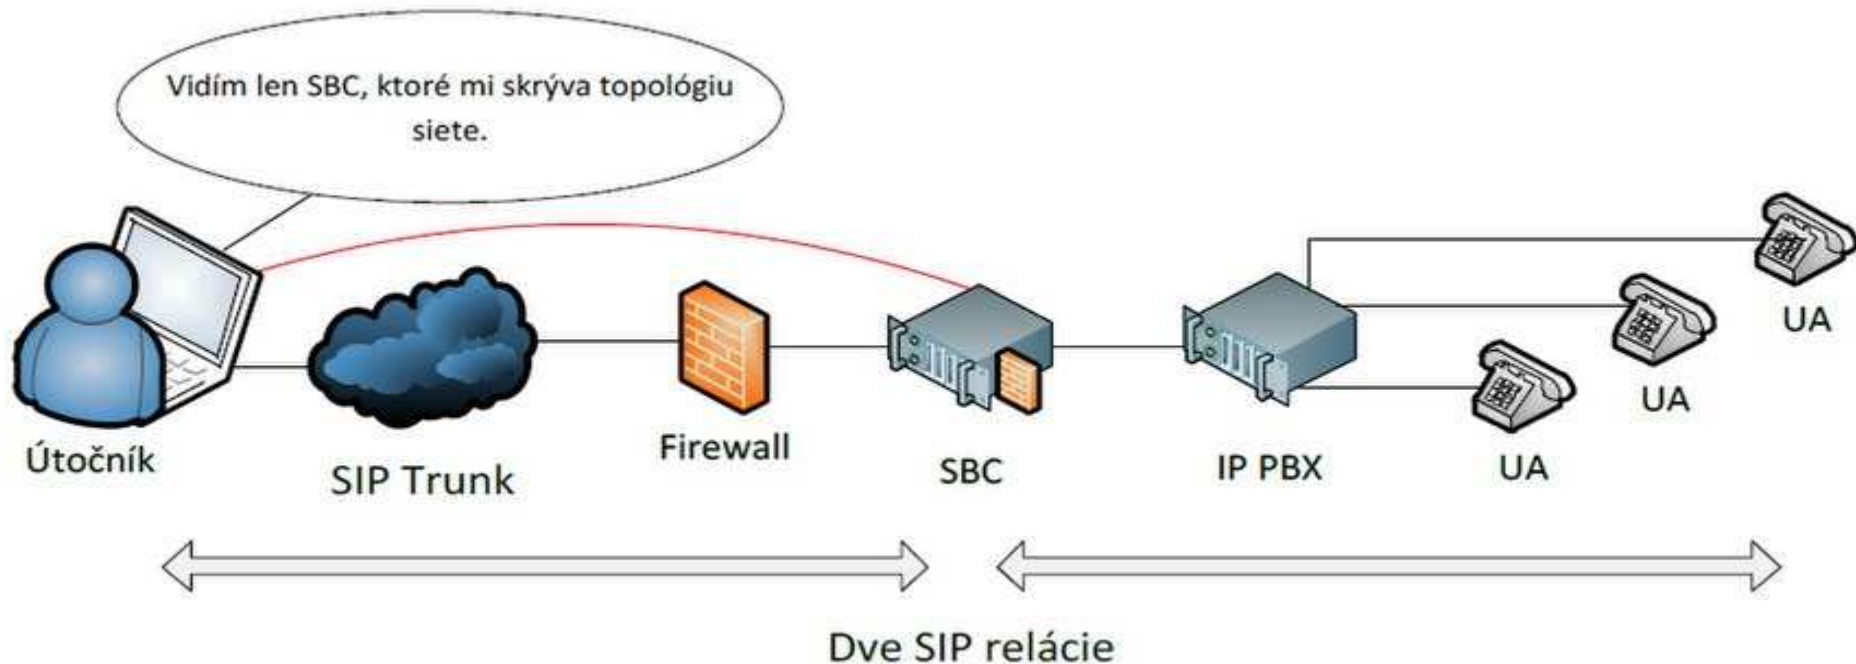 Vidím len SBC, ktoré mi skrýva topológiu
siete.
Útočník
SIP Trunk
Firewall
SBC
IP PBX
UA
UA
UA
Dve SIP relácie